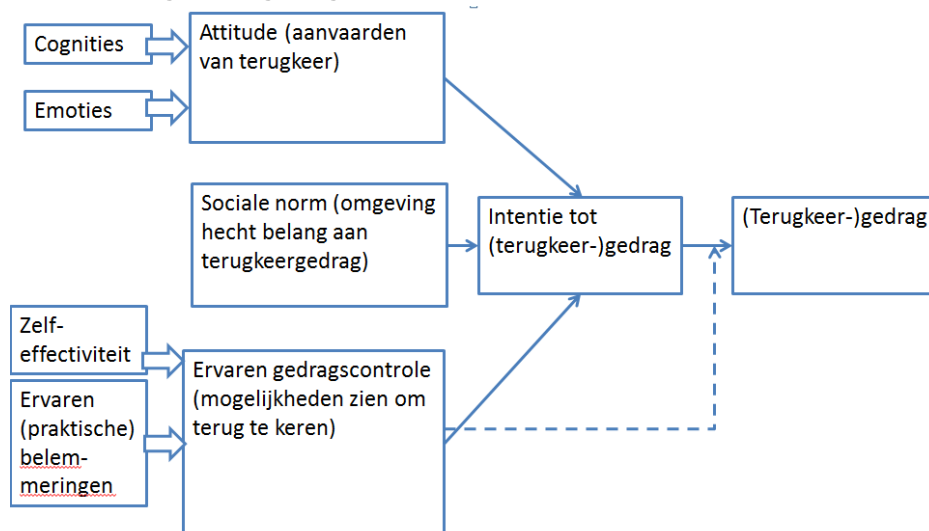 Cognities
Emoties
Attitude (aanvaarden
van terugkeer)
Sociale norm (omgeving
hecht belang aan
terugkeergedrag)
Intentie tot
(terugkeer-)gedrag
(Terugkeer-)gedrag
Zelf-
effectiviteit
Ervaren
(praktische)
belem-
meringen
Ervaren gedragscontrole
(mogelijkheden zien om
terug te keren)